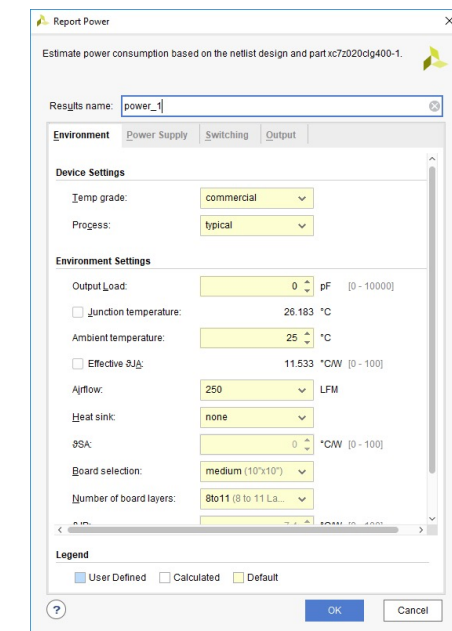 Report Power
Estimate power consumption based on the netlist design and part xc7z020clg400-1.
Results name: power_1
Environment Power Supply Switching Output
Device Settings
Temp grade: commercial
Process: typical
Environment Settings
Output Load: 0 pF [0 - 10000]
Junction temperature: 26.183 °C
Ambient temperature: 25 °C
Effective ϑJA: 11.533 °C/W [0 - 100]
Airflow: 250 LFM
Heat sink: none
ϑSA: 0 °C/W [0 - 100]
Board selection: medium (10"x10")
Number of board layers: 8to11 (8 to 11 La...
Legend
User Defined Calculated Default
? OK Cancel